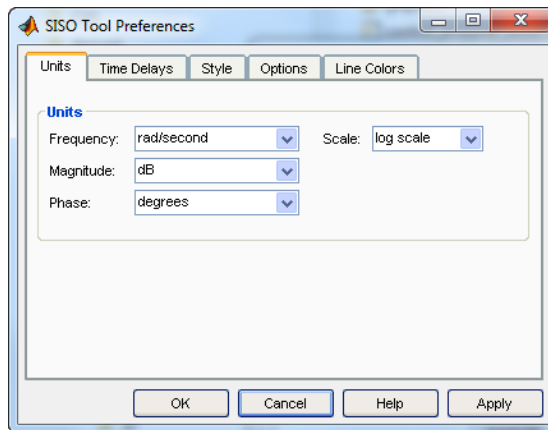 SISO Tool Preferences
Units Time Delays Style Options Line Colors
Units
Frequency: rad/second Scale: log scale
Magnitude: dB
Phase: degrees
OK Cancel Help Apply